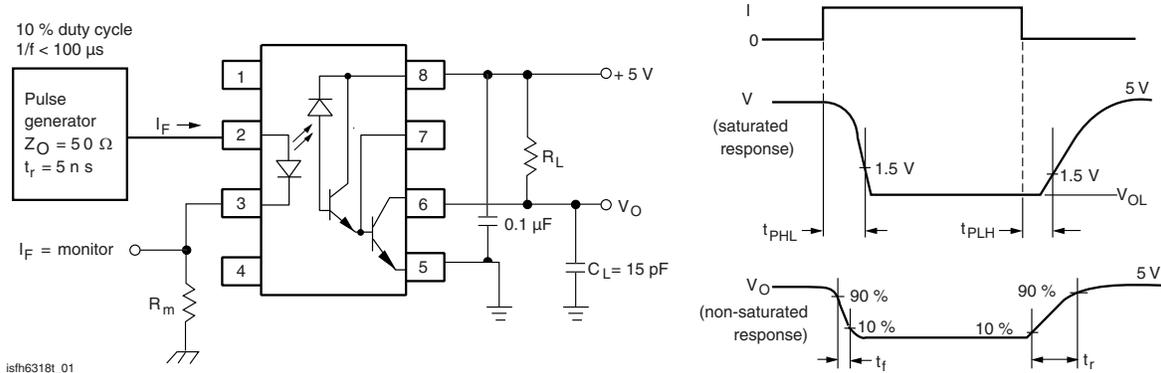 10 % duty cycle
1/f < 100 μs
Pulse
generator
Z_O = 50 Ω
t_r = 5 n s
I_F
1
2
3
4
8
7
6
5
+ 5 V
R_L
V_O
0.1 μF
C_L = 15 pF
I_F = monitor
R_m
isfh6318t_01
I
0
V
(saturated
response)
5 V
1.5 V
1.5 V
V_OL
t_PHL
t_PLH
V_O
(non-saturated
response)
5 V
90 %
10 %
90 %
10 %
t_f
t_r